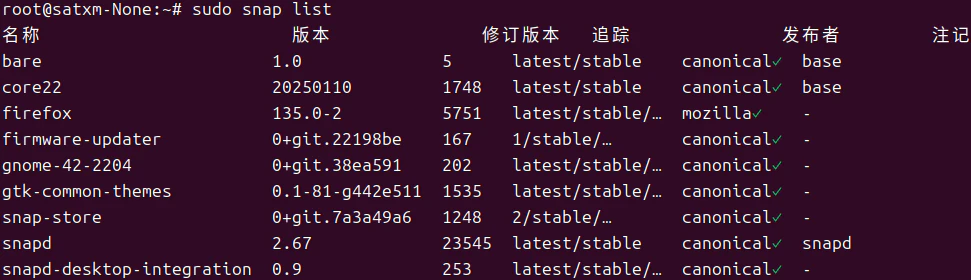 root@satxm-None:~# sudo snap list
名称 版本 修订版本 追踪 发布者 注记
bare 1.0 5 latest/stable canonical✓ base
core22 20250110 1748 latest/stable canonical✓ base
firefox 135.0-2 5751 latest/stable/… mozilla✓ -
firmware-updater 0+git.22198be 167 1/stable/… canonical✓ -
gnome-42-2204 0+git.38ea591 202 latest/stable/… canonical✓ -
gtk-common-themes 0.1-81-g442e511 1535 latest/stable/… canonical✓ -
snap-store 0+git.7a3a49a6 1248 2/stable/… canonical✓ -
snapd 2.67 23545 latest/stable canonical✓ snapd
snapd-desktop-integration 0.9 253 latest/stable/… canonical✓ -